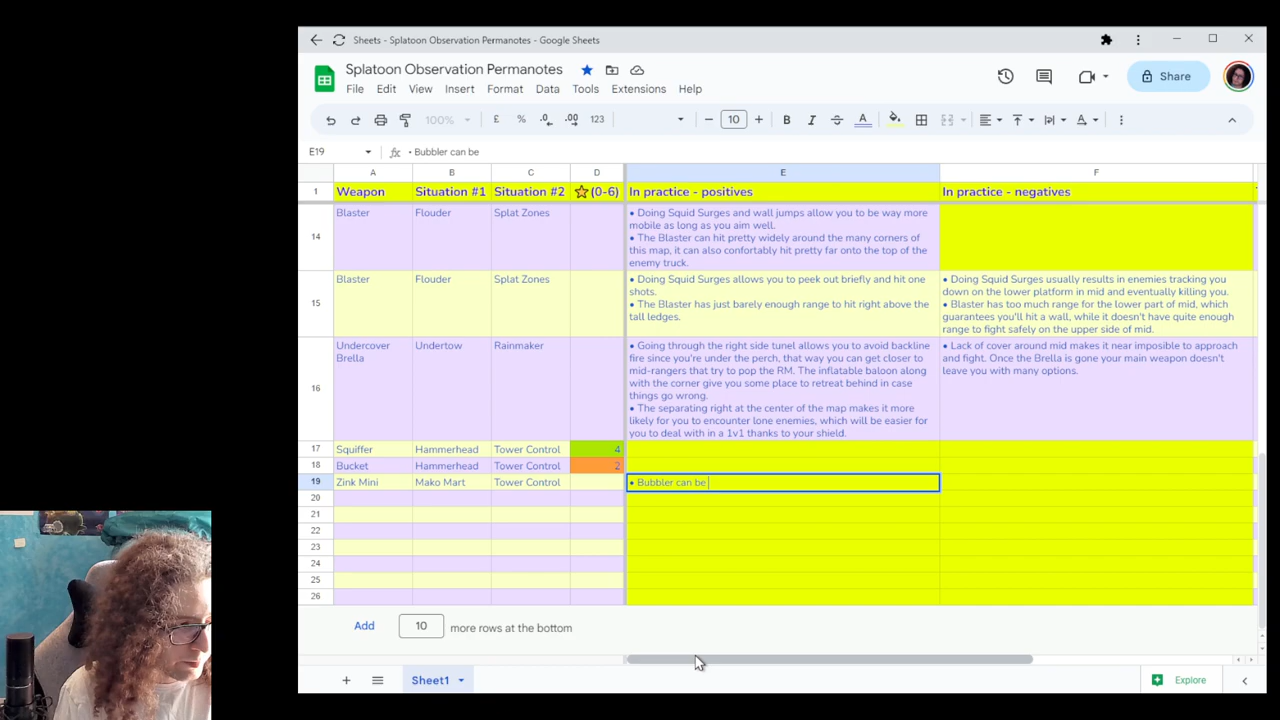 Sheets - Splatoon Observation Permanotes - Google Sheets
Splatoon Observation Permanotes
Share
File Edit View Insert Format Data Tools Extensions Help
100% £ % .0 .00 123 10 B I A
E19 fx • Bubbler can be
A B C D E F
1 Weapon Situation #1 Situation #2 (0-6) In practice - positives In practice - negatives
14 Blaster Flouder Splat Zones
• Doing Squid Surges and wall jumps allow you to be way more
mobile as long as you aim well.
• The Blaster can hit pretty widely around the many corners of
this map, it can also confortably hit pretty far onto the top of the
enemy truck.
15 Blaster Flouder Splat Zones
• Doing Squid Surges allows you to peek out briefly and hit one
shots.
• The Blaster has just barely enough range to hit right above the
tall ledges.
• Doing Squid Surges usually results in enemies tracking you
down on the lower platform in mid and eventually killing you.
• Blaster has too much range for the lower part of mid, which
guarantees you'll hit a wall, while it doesn't have quite enough
range to fight safely on the upper side of mid.
16 Undercover Undertow Rainmaker
Brella
• Going through the right side tunel allows you to avoid backline
fire since you're under the perch, that way you can get closer to
mid-rangers that try to pop the RM. The inflatable baloon along
with the corner give you some place to retreat behind in case
things go wrong.
• The separating right at the center of the map makes it more
likely for you to encounter lone enemies, which will be easier for
you to deal with in a 1v1 thanks to your shield.
• Lack of cover around mid makes it near imposible to approach
and fight. Once the Brella is gone your main weapon doesn't
leave you with many options.
17 Squiffer Hammerhead Tower Control 4
18 Bucket Hammerhead Tower Control 2
19 Zink Mini Mako Mart Tower Control • Bubbler can be
20
21
22
23
24
25
26
Add 10 more rows at the bottom
Sheet1
Explore